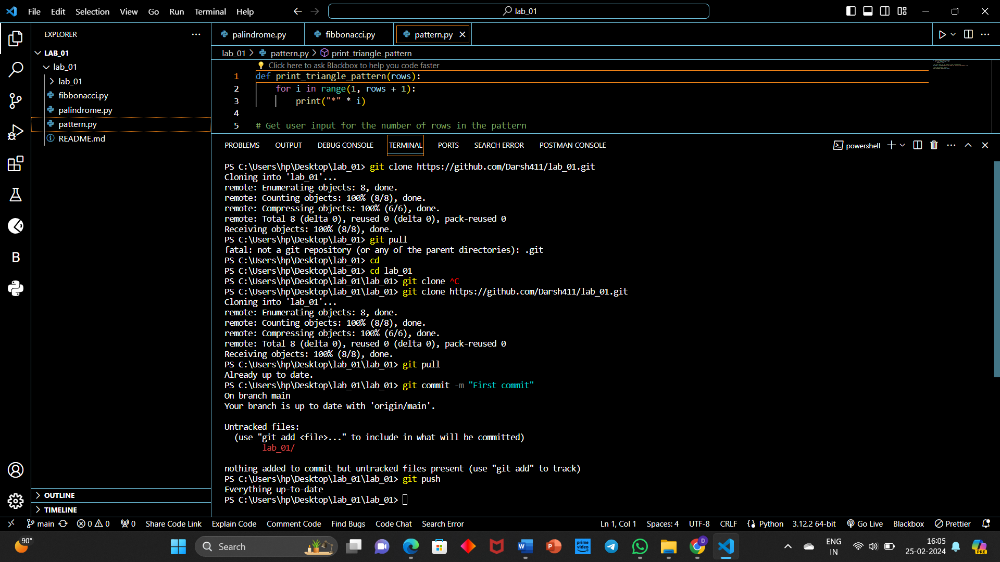 File Edit Selection View Go Run Terminal Help
lab_01
EXPLORER
LAB_01
lab_01
lab_01
fibbonacci.py
palindrome.py
pattern.py
README.md
OUTLINE
TIMELINE
palindrome.py fibbonacci.py pattern.py
lab_01 > pattern.py > print_triangle_pattern
Click here to ask Blackbox to help you code faster
1 def print_triangle_pattern(rows):
2 for i in range(1, rows + 1):
3 print("*" * i)
4
5 # Get user input for the number of rows in the pattern
PROBLEMS OUTPUT DEBUG CONSOLE TERMINAL PORTS SEARCH ERROR POSTMAN CONSOLE
powershell
PS C:\Users\hp\Desktop\lab_01> git clone https://github.com/Darsh411/lab_01.git
Cloning into 'lab_01'...
remote: Enumerating objects: 8, done.
remote: Counting objects: 100% (8/8), done.
remote: Compressing objects: 100% (6/6), done.
remote: Total 8 (delta 0), reused 0 (delta 0), pack-reused 0
Receiving objects: 100% (8/8), done.
PS C:\Users\hp\Desktop\lab_01> git pull
fatal: not a git repository (or any of the parent directories): .git
PS C:\Users\hp\Desktop\lab_01> cd
PS C:\Users\hp\Desktop\lab_01> cd lab_01
PS C:\Users\hp\Desktop\lab_01\lab_01> git clone ^C
PS C:\Users\hp\Desktop\lab_01\lab_01> git clone https://github.com/Darsh411/lab_01.git
Cloning into 'lab_01'...
remote: Enumerating objects: 8, done.
remote: Counting objects: 100% (8/8), done.
remote: Compressing objects: 100% (6/6), done.
remote: Total 8 (delta 0), reused 0 (delta 0), pack-reused 0
Receiving objects: 100% (8/8), done.
PS C:\Users\hp\Desktop\lab_01\lab_01> git pull
Already up to date.
PS C:\Users\hp\Desktop\lab_01\lab_01> git commit -m "First commit"
On branch main
Your branch is up to date with 'origin/main'.
Untracked files:
(use "git add <file>..." to include in what will be committed)
lab_01/
nothing added to commit but untracked files present (use "git add" to track)
PS C:\Users\hp\Desktop\lab_01\lab_01> git push
Everything up-to-date
PS C:\Users\hp\Desktop\lab_01\lab_01>
main 0 0 0 Share Code Link Explain Code Comment Code Find Bugs Code Chat Search Error Ln 1, Col 1 Spaces: 4 UTF-8 CRLF Python 3.12.2 64-bit Go Live Blackbox Prettier
90°
Search
prime video
D
ENG
IN
16:05
25-02-2024
PRE